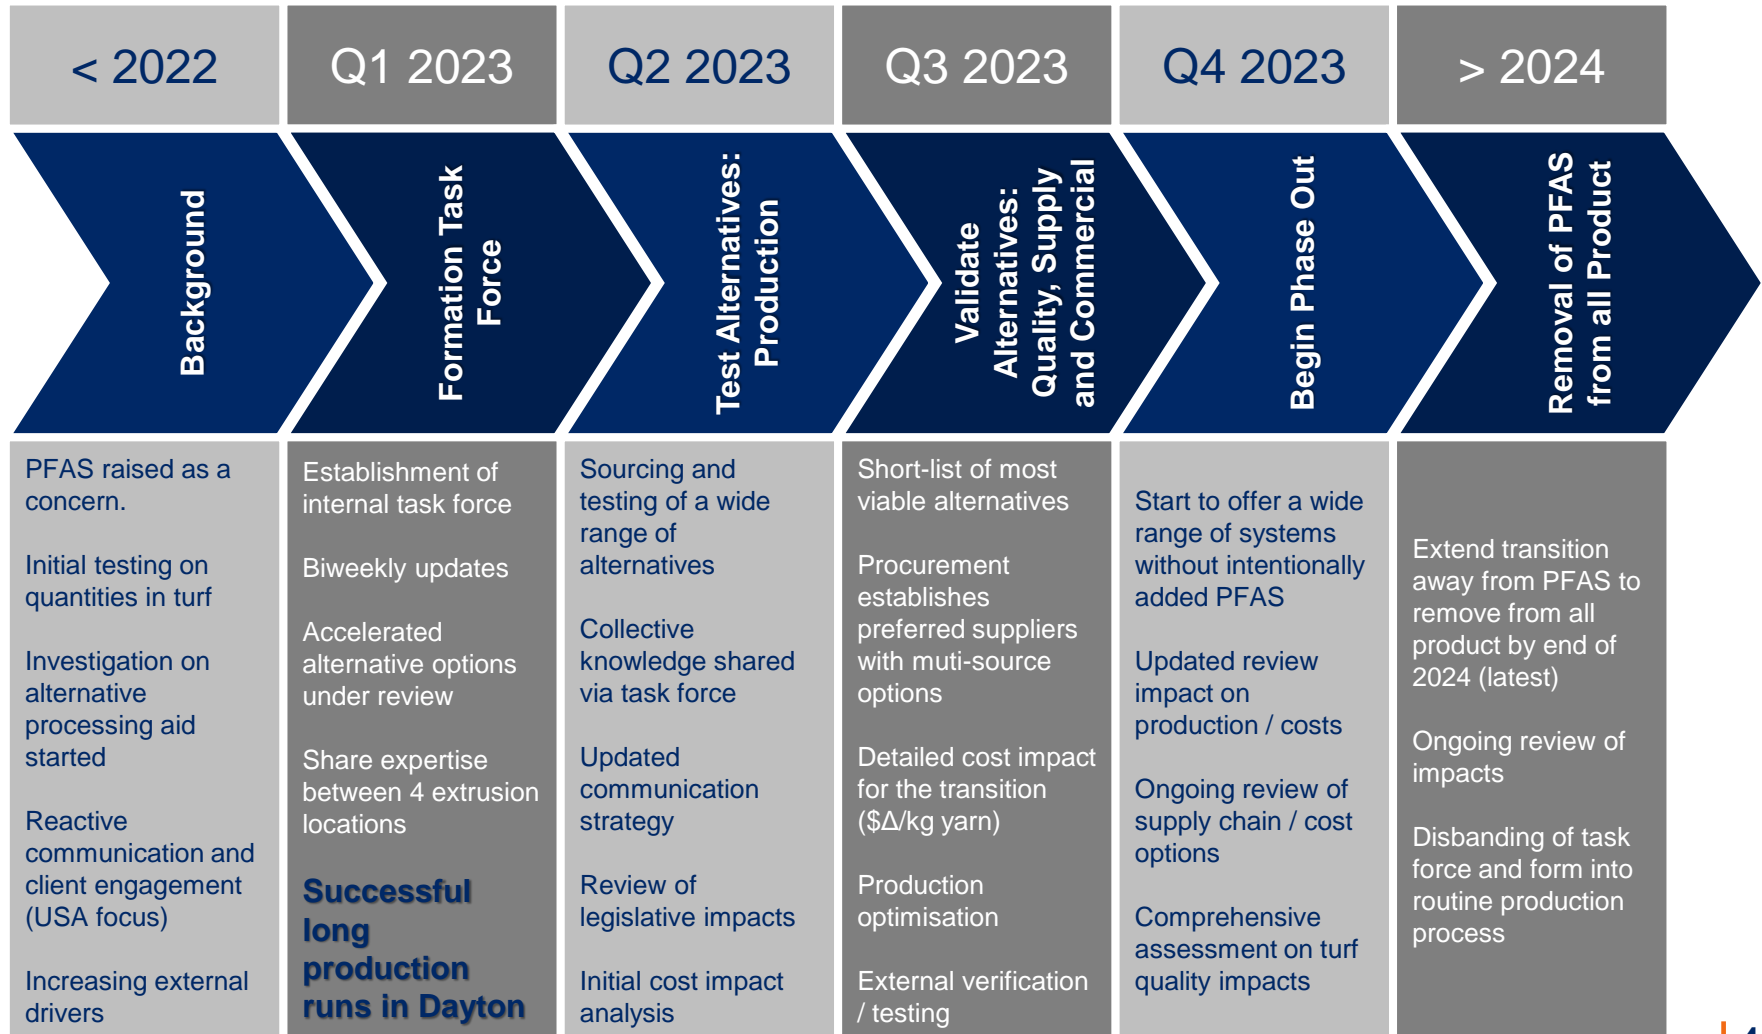 < 2022
Q1 2023
Q2 2023
Q3 2023
Q4 2023
> 2024
Background
Formation Task
Force
Test Alternatives:
Production
Validate
Alternatives:
Quality, Supply
and Commercial
Begin Phase Out
Removal of PFAS
from all Product
PFAS raised as a
concern.
Initial testing on
quantities in turf
Investigation on
alternative
processing aid
started
Reactive
communication and
client engagement
(USA focus)
Increasing external
drivers
Establishment of
internal task force
Biweekly updates
Accelerated
alternative options
under review
Share expertise
between 4 extrusion
locations
Successful
long
production
runs in Dayton
Sourcing and
testing of a wide
range of
alternatives
Collective
knowledge shared
via task force
Updated
communication
strategy
Review of
legislative impacts
Initial cost impact
analysis
Short-list of most
viable alternatives
Procurement
establishes
preferred suppliers
with muti-source
options
Detailed cost impact
for the transition
($Δ/kg yarn)
Production
optimisation
External verification
/ testing
Start to offer a wide
range of systems
without intentionally
added PFAS
Updated review
impact on
production / costs
Ongoing review of
supply chain / cost
options
Comprehensive
assessment on turf
quality impacts
Extend transition
away from PFAS to
remove from all
product by end of
2024 (latest)
Ongoing review of
impacts
Disbanding of task
force and form into
routine production
process